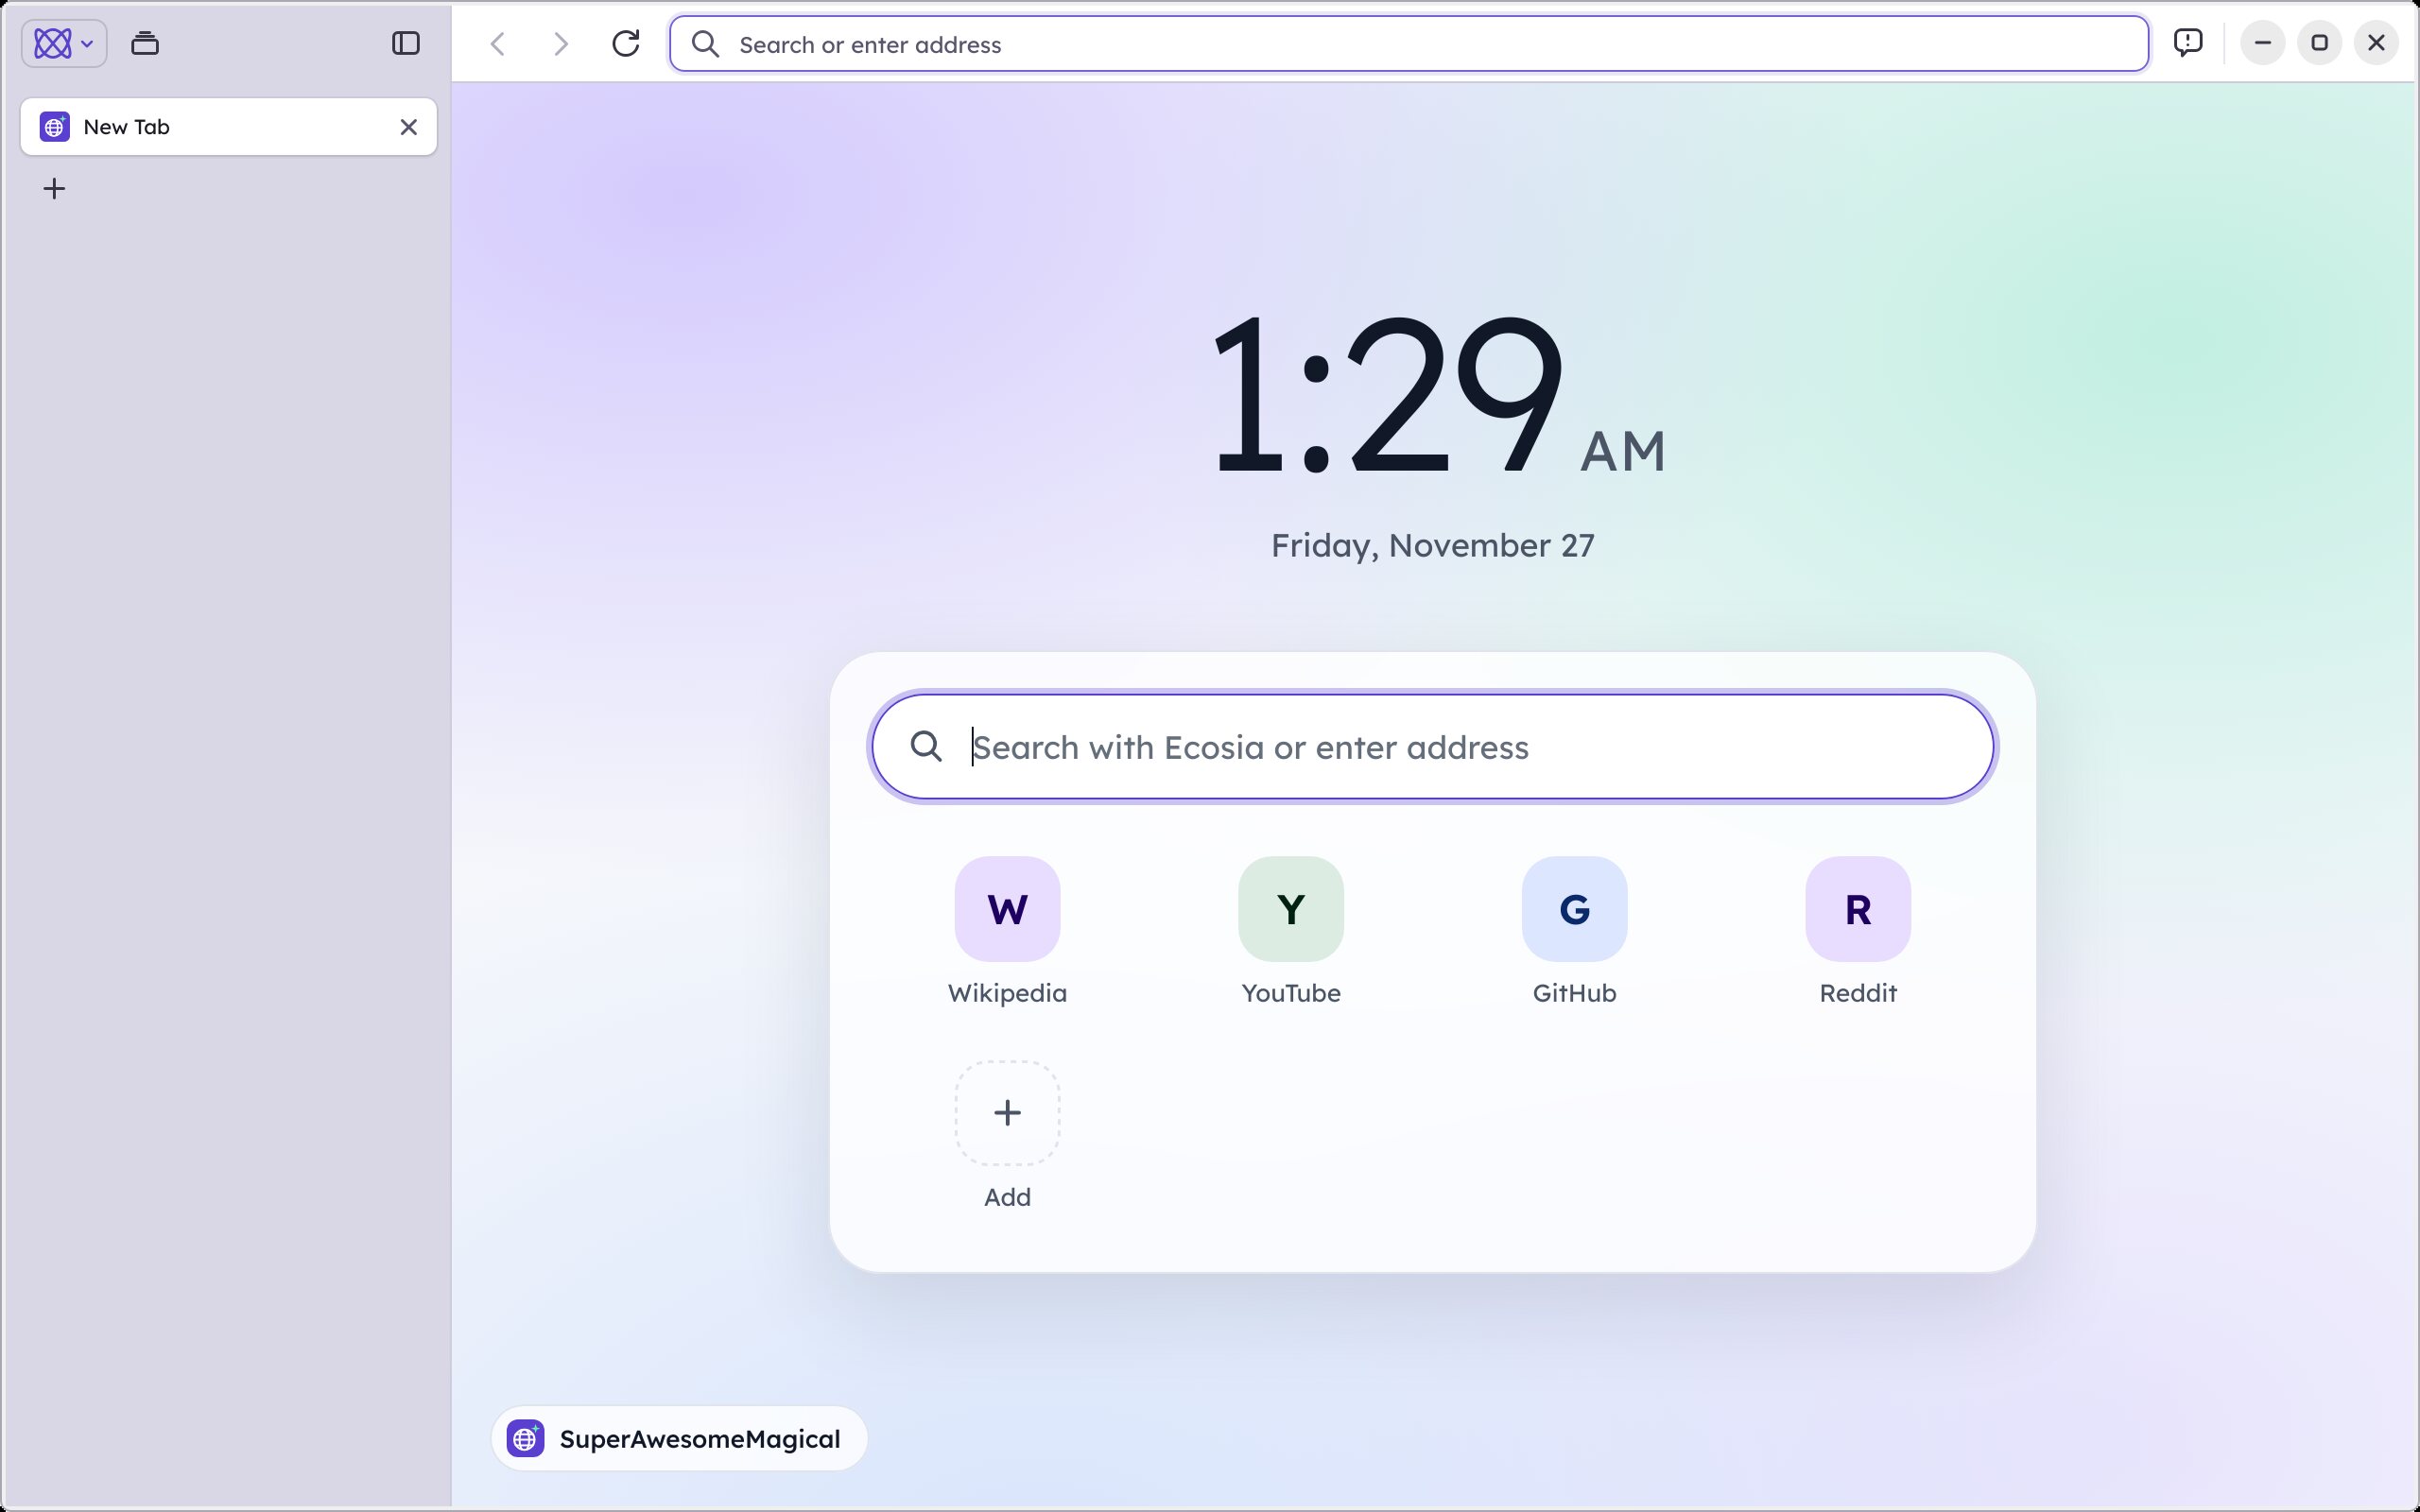 Search or enter address
New Tab
1:29 AM
Friday, November 27
Search with Ecosia or enter address
W
Y
G
R
Wikipedia
YouTube
GitHub
Reddit
Add
SuperAwesomeMagical